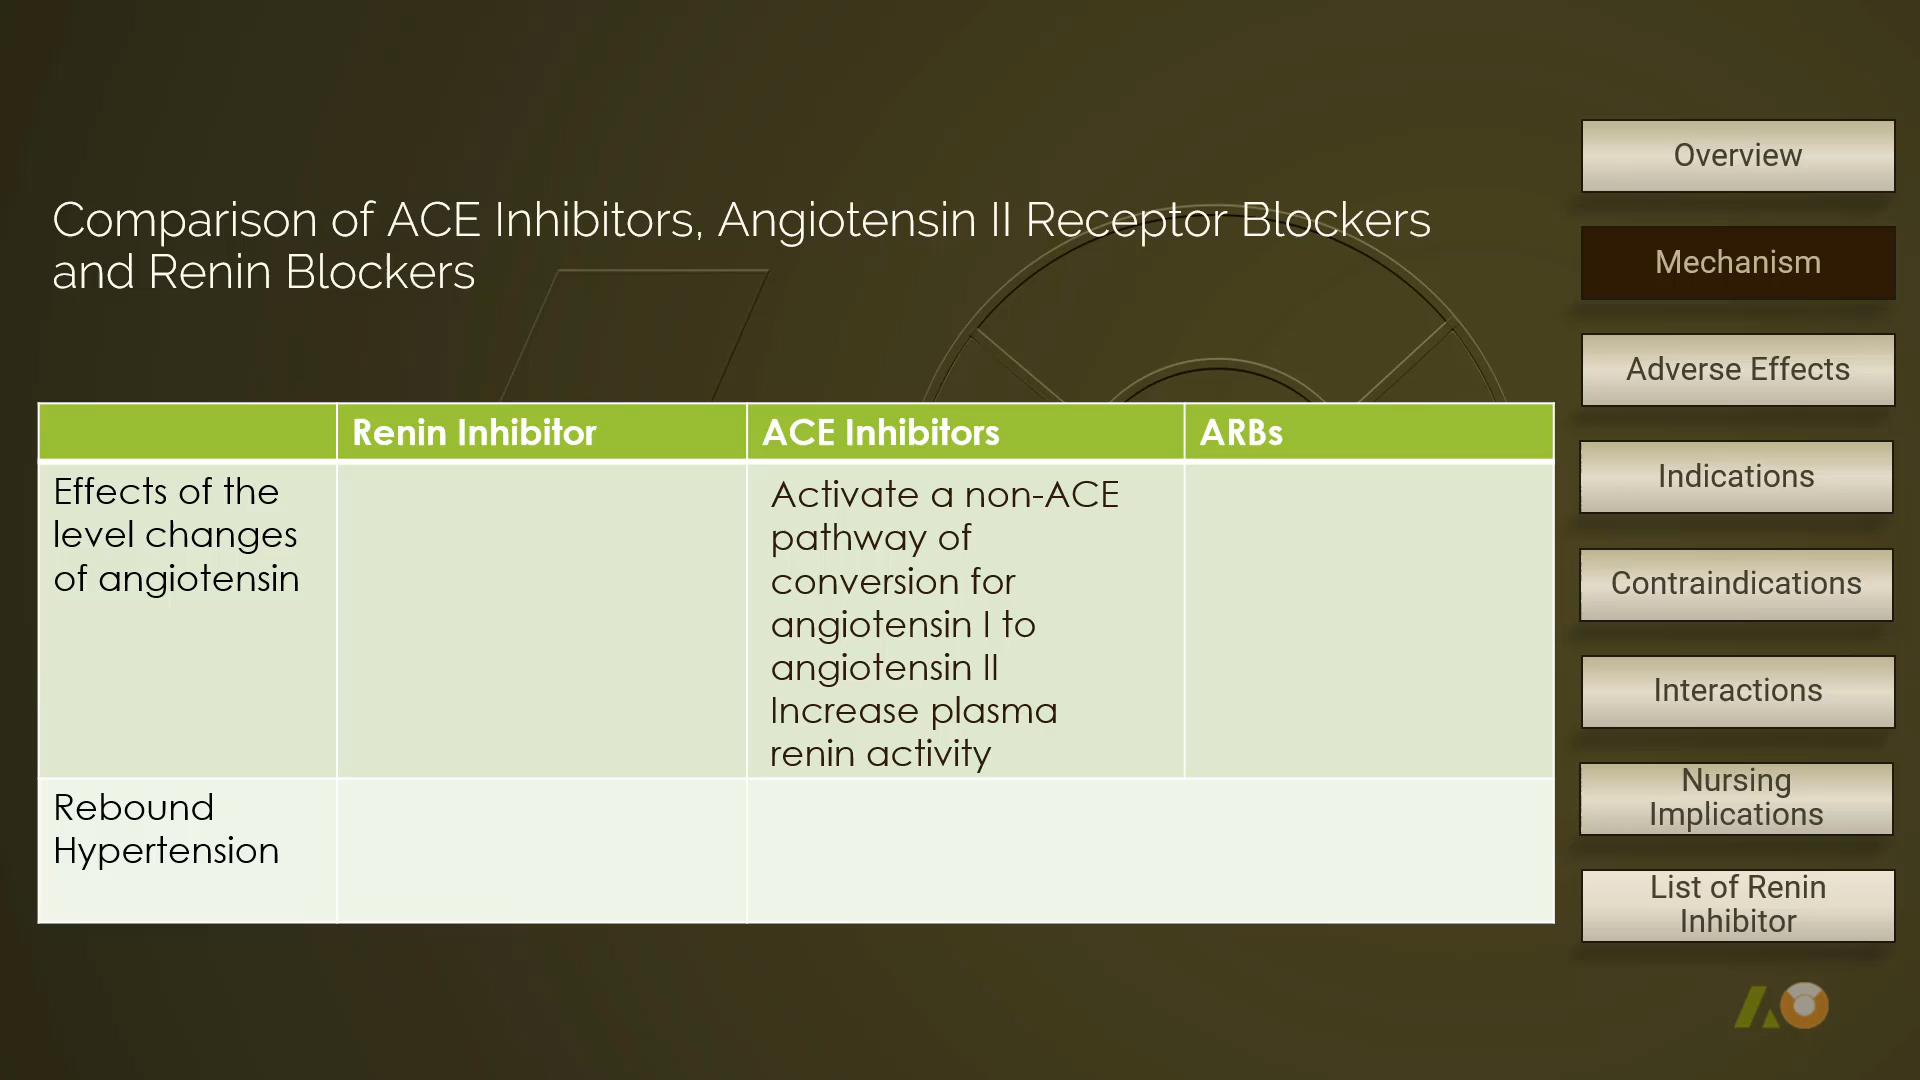 Comparison of ACE Inhibitors, Angiotensin II Receptor Blockers
and Renin Blockers
Renin Inhibitor
ACE Inhibitors
ARBs
Effects of the
level changes
of angiotensin
Activate a non-ACE
pathway of
conversion for
angiotensin I to
angiotensin II
Increase plasma
renin activity
Rebound
Hypertension
Overview
Mechanism
Adverse Effects
Indications
Contraindications
Interactions
Nursing
Implications
List of Renin
Inhibitor